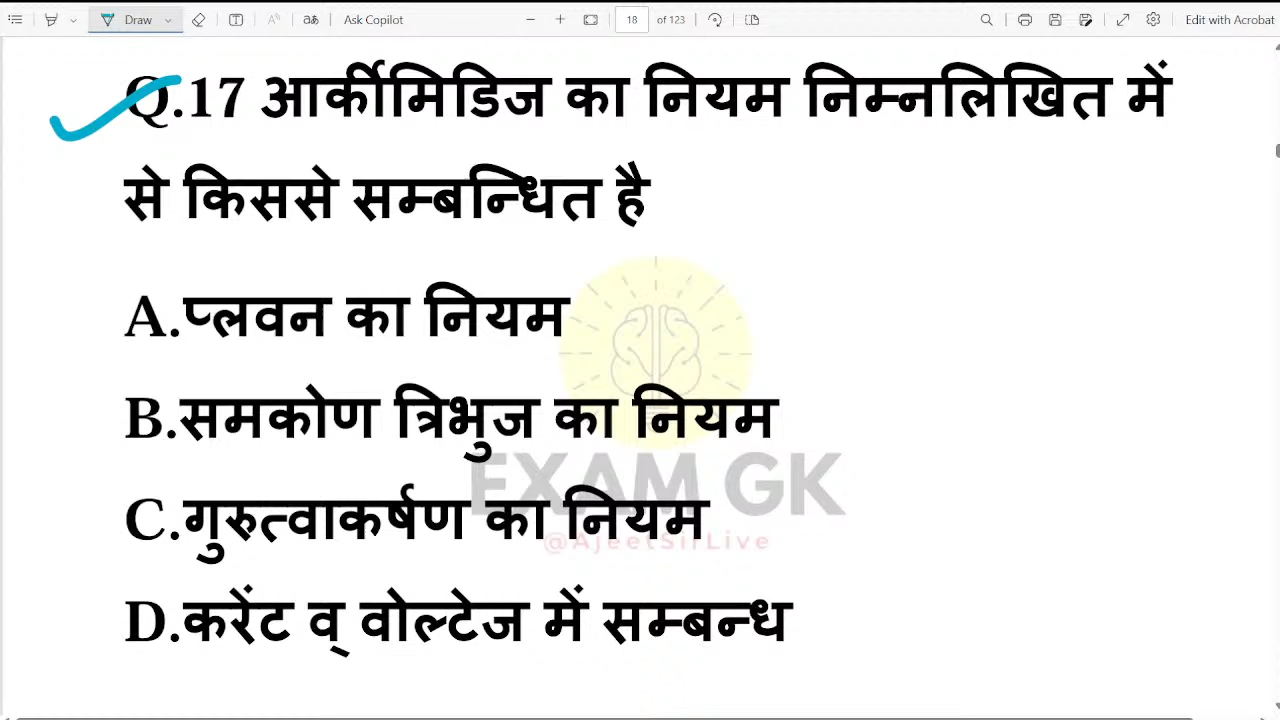 Draw
Ask Copilot
18 of 123
Edit with Acrobat
Q.17 आर्कीमिडिज का नियम निम्नलिखित में
से किससे सम्बन्धित है
A.प्लवन का नियम
B.समकोण त्रिभुज का नियम
EXAM GK
C.गुरुत्वाकर्षण का नियम
@AjeetSirLive
D.करेंट व् वोल्टेज में सम्बन्ध